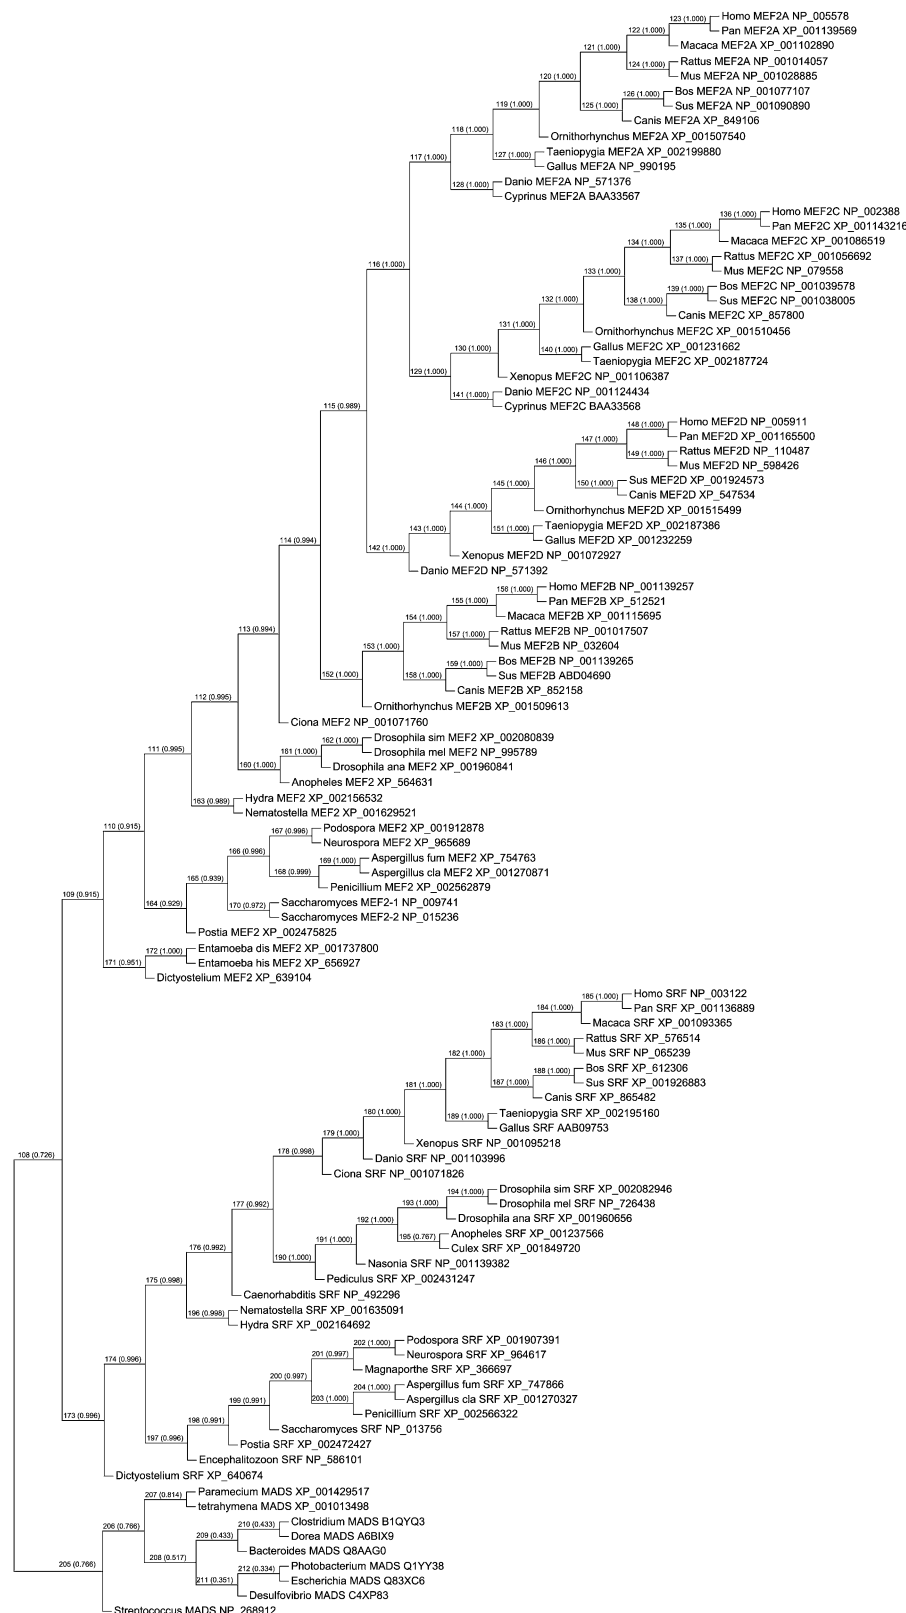 123 (1.000) Homo MEF2A NP_005578
122 (1.000) Pan MEF2A XP_001139569
Macaca MEF2A XP_001102890
121 (1.000)
Rattus MEF2A NP_001014057
124 (1.000) Mus MEF2A NP_001028885
120 (1.000)
126 (1.000) Bos MEF2A NP_001077107
125 (1.000) Sus MEF2A NP_001090890
119 (1.000)
Canis MEF2A XP_849106
118 (1.000)
Ornithorhynchus MEF2A XP_001507540
127 (1.000) Taeniopygia MEF2A XP_002199880
117 (1.000)
Gallus MEF2A NP_990195
128 (1.000) Danio MEF2A NP_571376
Cyprinus MEF2A BAA33567
136 (1.000) Homo MEF2C NP_002388
135 (1.000) Pan MEF2C XP_001143216
Macaca MEF2C XP_001086519
134 (1.000)
137 (1.000) Rattus MEF2C XP_001056692
116 (1.000)
Mus MEF2C NP_079558
133 (1.000)
139 (1.000) Bos MEF2C NP_001039578
138 (1.000) Sus MEF2C NP_001038005
132 (1.000)
Canis MEF2C XP_857800
131 (1.000)
Ornithorhynchus MEF2C XP_001510456
140 (1.000) Gallus MEF2C XP_001231662
130 (1.000)
Taeniopygia MEF2C XP_002187724
129 (1.000)
Xenopus MEF2C NP_001106387
141 (1.000) Danio MEF2C NP_001124434
115 (0.989)
Cyprinus MEF2C BAA33568
148 (1.000) Homo MEF2D NP_005911
147 (1.000) Pan MEF2D XP_001165500
149 (1.000) Rattus MEF2D NP_110487
146 (1.000)
Mus MEF2D NP_598426
150 (1.000) Sus MEF2D XP_001924573
145 (1.000)
Canis MEF2D XP_547534
144 (1.000)
Ornithorhynchus MEF2D XP_001515499
151 (1.000) Taeniopygia MEF2D XP_002187386
143 (1.000)
Gallus MEF2D XP_001232259
114 (0.994)
142 (1.000)
Xenopus MEF2D NP_001072927
Danio MEF2D NP_571392
156 (1.000) Homo MEF2B NP_001139257
155 (1.000) Pan MEF2B XP_512521
Macaca MEF2B XP_001115695
154 (1.000)
113 (0.994)
157 (1.000) Rattus MEF2B NP_001017507
153 (1.000)
Mus MEF2B NP_032604
159 (1.000) Bos MEF2B NP_001139265
152 (1.000)
158 (1.000) Sus MEF2B ABD04690
Canis MEF2B XP_852158
112 (0.995)
Ornithorhynchus MEF2B XP_001509613
Ciona MEF2 NP_001071760
162 (1.000) Drosophila sim MEF2 XP_002080839
111 (0.995)
161 (1.000) Drosophila mel MEF2 NP_995789
160 (1.000) Drosophila ana MEF2 XP_001960841
Anopheles MEF2 XP_564631
163 (0.989) Hydra MEF2 XP_002156532
Nematostella MEF2 XP_001629521
110 (0.915)
167 (0.996) Podospora MEF2 XP_001912878
Neurospora MEF2 XP_965689
166 (0.996)
169 (1.000) Aspergillus fum MEF2 XP_754763
168 (0.999) Aspergillus cla MEF2 XP_001270871
165 (0.939)
Penicillium MEF2 XP_002562879
109 (0.915)
164 (0.929)
170 (0.972) Saccharomyces MEF2-1 NP_009741
Saccharomyces MEF2-2 NP_015236
Postia MEF2 XP_002475825
172 (1.000) Entamoeba dis MEF2 XP_001737800
171 (0.951) Entamoeba his MEF2 XP_656927
Dictyostelium MEF2 XP_639104
185 (1.000) Homo SRF NP_003122
184 (1.000) Pan SRF XP_001136889
Macaca SRF XP_001093365
183 (1.000)
186 (1.000) Rattus SRF XP_576514
182 (1.000)
Mus SRF NP_065239
188 (1.000) Bos SRF XP_612306
187 (1.000) Sus SRF XP_001926883
181 (1.000)
Canis SRF XP_865482
180 (1.000)
189 (1.000) Taeniopygia SRF XP_002195160
Gallus SRF AAB09753
179 (1.000)
Xenopus SRF NP_001095218
178 (0.998)
Danio SRF NP_001103996
108 (0.726)
Ciona SRF NP_001071826
194 (1.000) Drosophila sim SRF XP_002082946
177 (0.992)
193 (1.000) Drosophila mel SRF NP_726438
Drosophila ana SRF XP_001960656
192 (1.000)
195 (0.767) Anopheles SRF XP_001237566
191 (1.000)
Culex SRF XP_001849720
176 (0.992)
190 (1.000)
Nasonia SRF NP_001139382
Pediculus SRF XP_002431247
175 (0.998)
Caenorhabditis SRF NP_492296
196 (0.998) Nematostella SRF XP_001635091
Hydra SRF XP_002164692
202 (1.000) Podospora SRF XP_001907391
201 (0.997) Neurospora SRF XP_964617
174 (0.996)
Magnaporthe SRF XP_366697
200 (0.997)
204 (1.000) Aspergillus fum SRF XP_747866
203 (1.000) Aspergillus cla SRF XP_001270327
199 (0.991)
173 (0.996)
Penicillium SRF XP_002566322
198 (0.991)
Saccharomyces SRF NP_013756
197 (0.996)
Postia SRF XP_002472427
Encephalitozoon SRF NP_586101
Dictyostelium SRF XP_640674
207 (0.814) Paramecium MADS XP_001429517
tetrahymena MADS XP_001013498
206 (0.766)
210 (0.433) Clostridium MADS B1QYQ3
209 (0.433) Dorea MADS A6BIX9
Bacteroides MADS Q8AAG0
205 (0.766)
208 (0.517)
212 (0.334) Photobacterium MADS Q1YY38
211 (0.351) Escherichia MADS Q83XC6
Desulfovibrio MADS C4XP83
Streptococcus MADS NP_268912